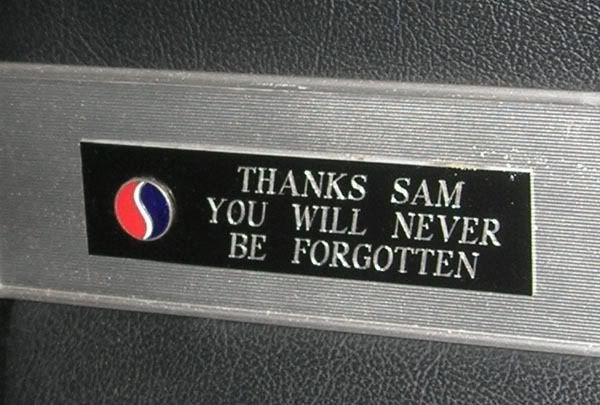 THANKS SAM
YOU WILL NEVER
BE FORGOTTEN